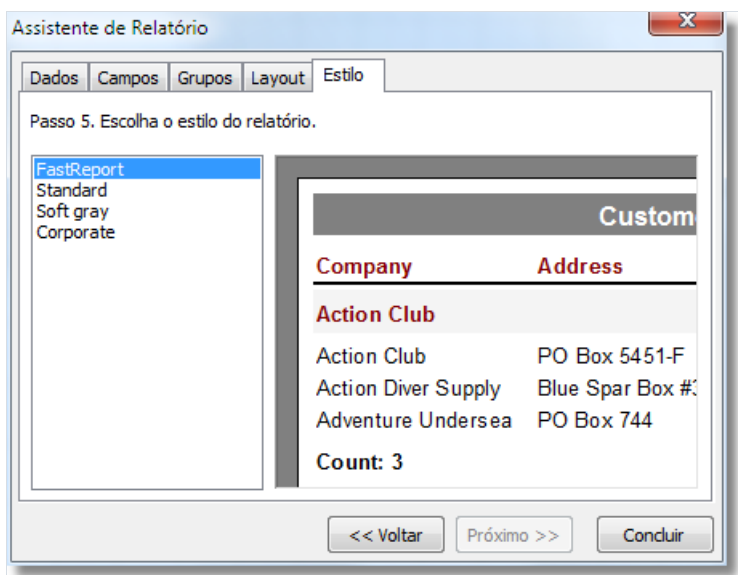 Assistente de Relatório
Dados Campos Grupos Layout Estilo
Passo 5. Escolha o estilo do relatório.
FastReport
Standard
Soft gray
Corporate
Custom
Company Address
Action Club
Action Club PO Box 5451-F
Action Diver Supply Blue Spar Box #3
Adventure Undersea PO Box 744
Count: 3
<< Voltar Próximo >> Concluir